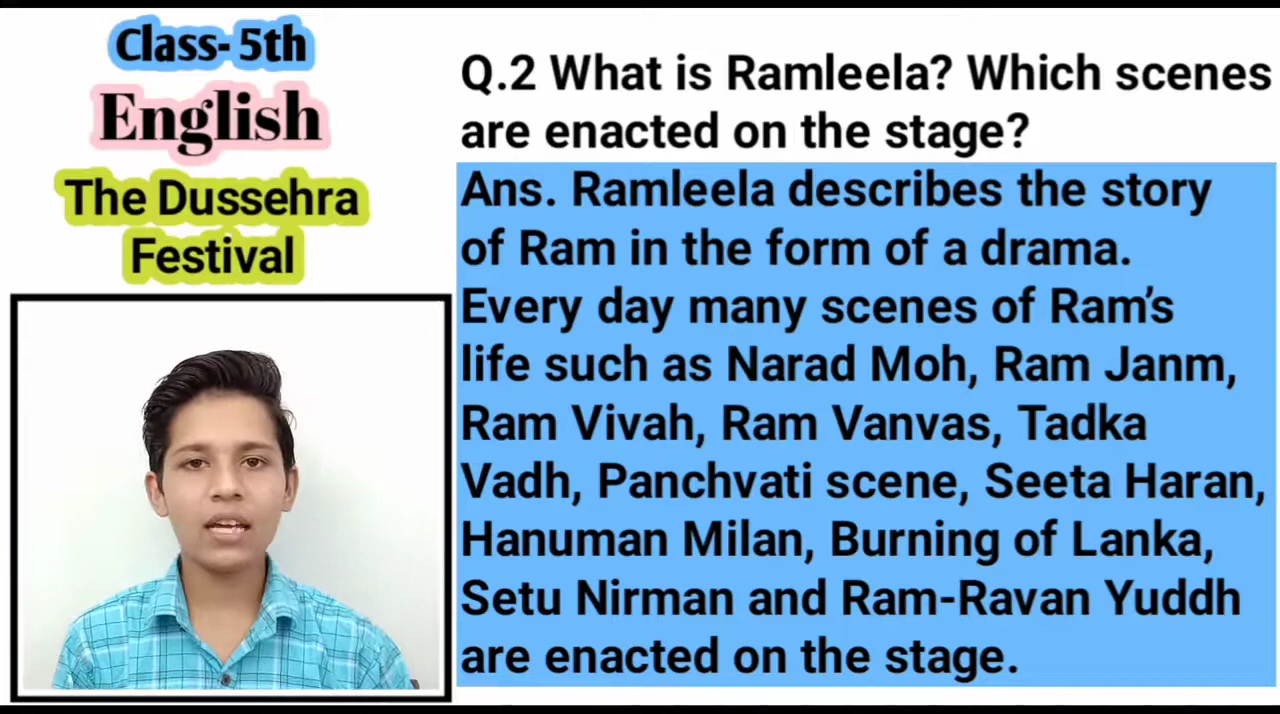 Class- 5th
English
The Dussehra
Festival
Q.2 What is Ramleela? Which scenes
are enacted on the stage?
Ans. Ramleela describes the story
of Ram in the form of a drama.
Every day many scenes of Ram's
life such as Narad Moh, Ram Janm,
Ram Vivah, Ram Vanvas, Tadka
Vadh, Panchvati scene, Seeta Haran,
Hanuman Milan, Burning of Lanka,
Setu Nirman and Ram-Ravan Yuddh
are enacted on the stage.